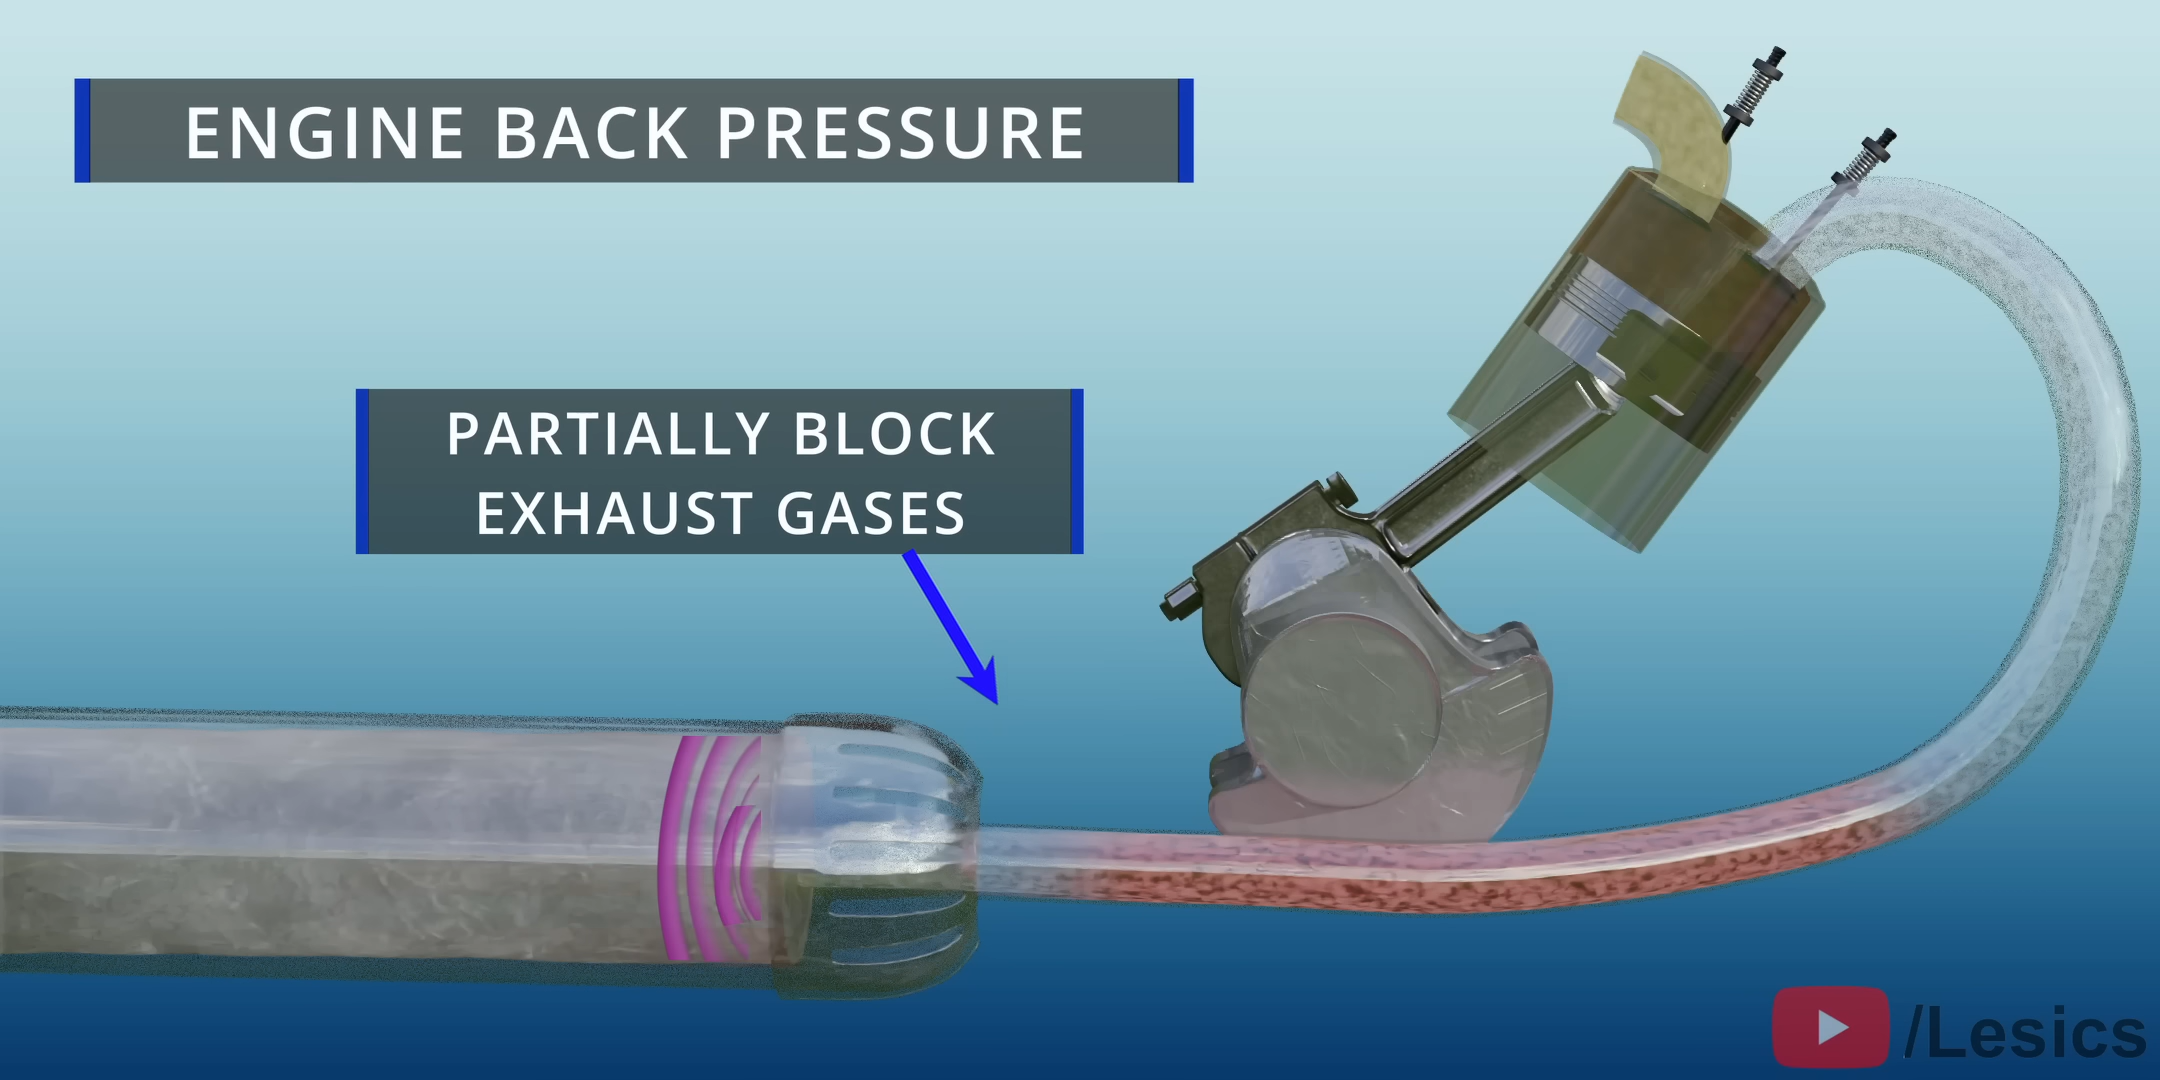 ENGINE BACK PRESSURE
PARTIALLY BLOCK
EXHAUST GASES
/Lesics